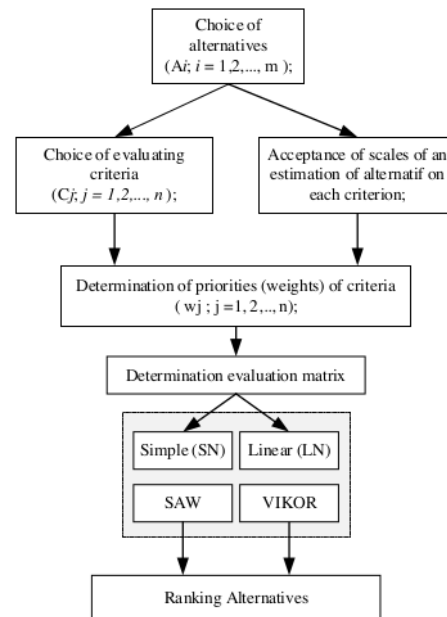 Choice of
alternatives
(Ai; i = 1,2,..., m );
Choice of evaluating
criteria
(Cj; j = 1,2,..., n );
Acceptance of scales of an
estimation of alternatif on
each criterion;
Determination of priorities (weights) of criteria
( wj ; j =1, 2,.., n);
Determination evaluation matrix
Simple (SN)
Linear (LN)
SAW
VIKOR
Ranking Alternatives